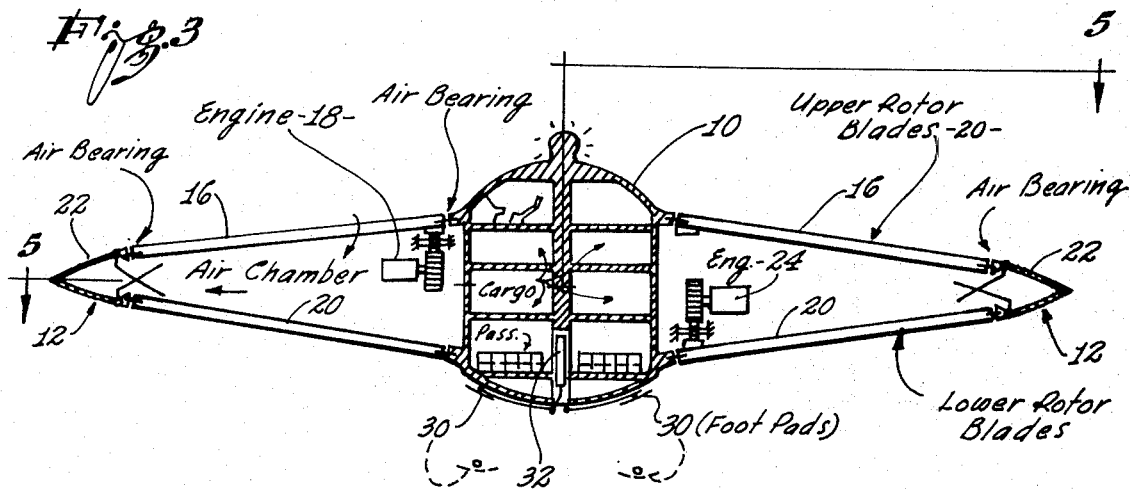 Fig. 3
5
Air Bearing
Engine-18-
Upper Rotor
Blades-20-
10
Air Bearing
22
16
16
Air Bearing
5
Air Chamber
Cargo
Eng.-24
22
12
20
Pass.
20
12
30
32
30 (Foot Pads)
Lower Rotor
Blades